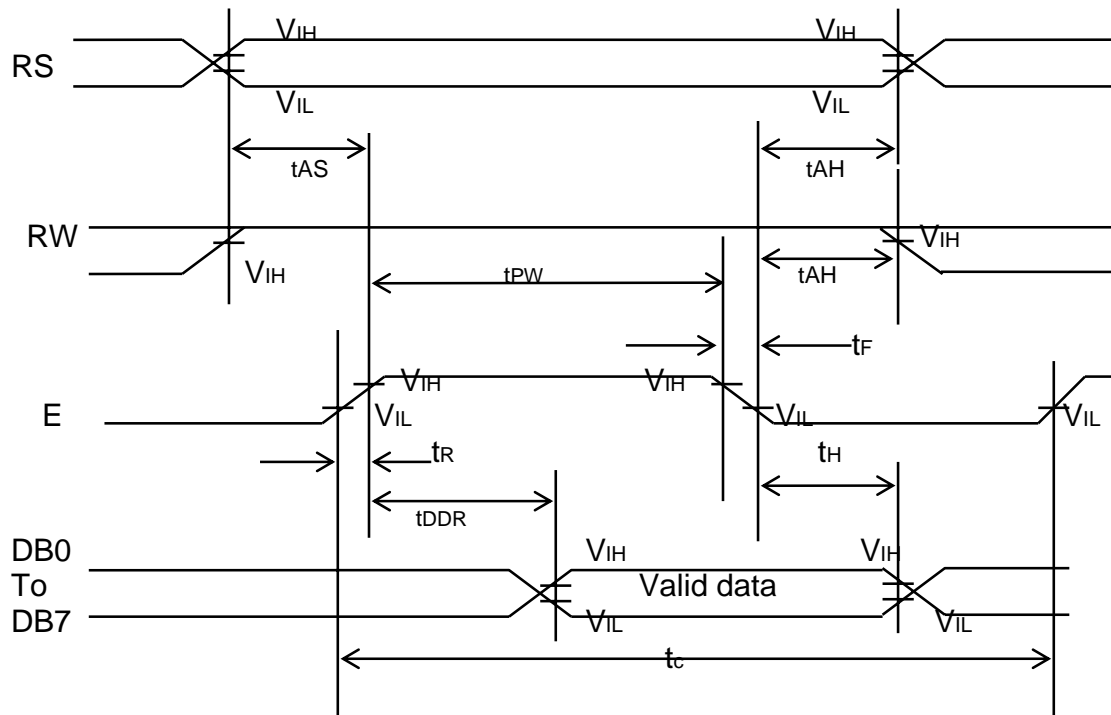 VIH VIH
RS
VIL VIL
tAS tAH
RW VIH
VIH tPW tAH
tF
VIH VIH
E VIL VIL VIL
tR tH
tDDR
DB0 VIH VIH
To Valid data
DB7 VIL VIL
tc